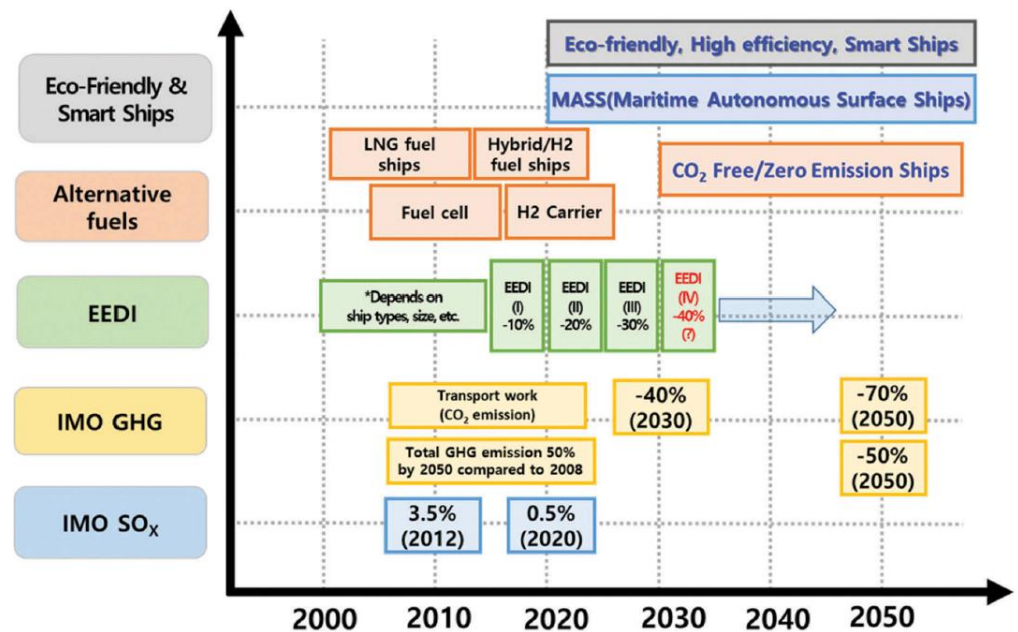 Eco-friendly, High efficiency, Smart Ships
Eco-Friendly &
Smart Ships
MASS(Maritime Autonomous Surface Ships)
LNG fuel
ships
Hybrid/H2
fuel ships
CO₂ Free/Zero Emission Ships
Alternative
fuels
Fuel cell
H2 Carrier
EEDI
*Depends on
ship types, size, etc.
EEDI
(I)
-10%
EEDI
(II)
-20%
EEDI
(III)
-30%
EEDI
(IV)
-40%
(?)
IMO GHG
Transport work
(CO₂ emission)
-40%
(2030)
-70%
(2050)
Total GHG emission 50%
by 2050 compared to 2008
-50%
(2050)
IMO SOₓ
3.5%
(2012)
0.5%
(2020)
2000 2010 2020 2030 2040 2050